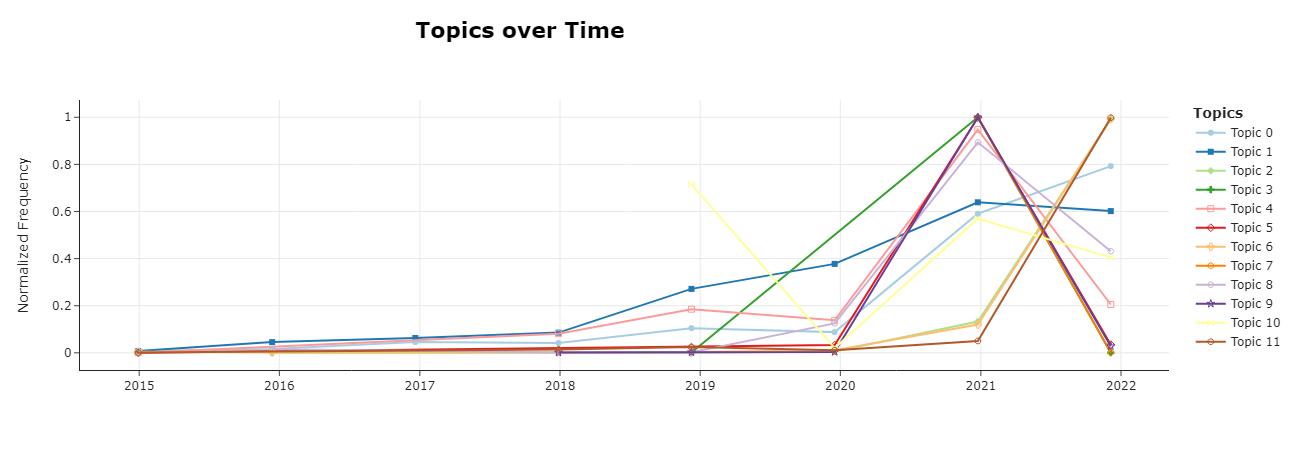 Topics over Time
Normalized Frequency
1
0.8
0.6
0.4
0.2
0
2015 2016 2017 2018 2019 2020 2021 2022
Topics
Topic 0
Topic 1
Topic 2
Topic 3
Topic 4
Topic 5
Topic 6
Topic 7
Topic 8
Topic 9
Topic 10
Topic 11